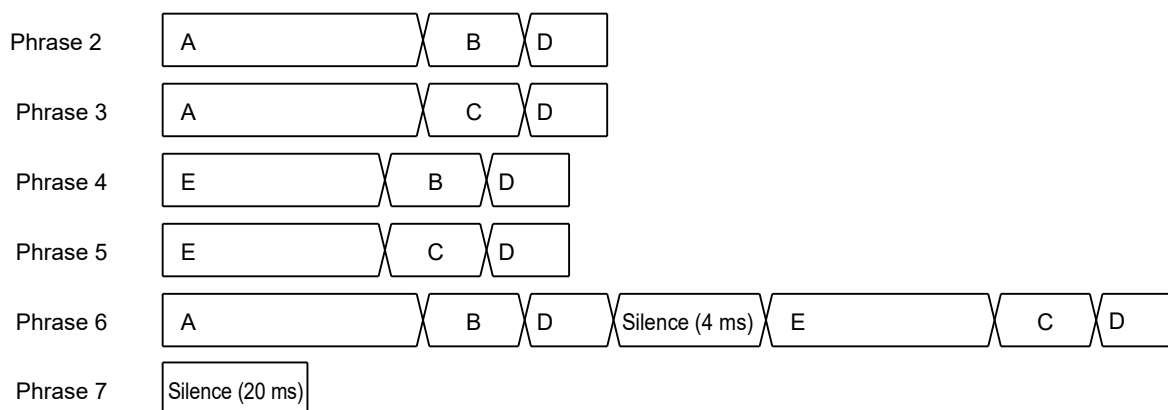 Phrase 2 A B D
Phrase 3 A C D
Phrase 4 E B D
Phrase 5 E C D
Phrase 6 A B D Silence (4 ms) E C D
Phrase 7 Silence (20 ms)